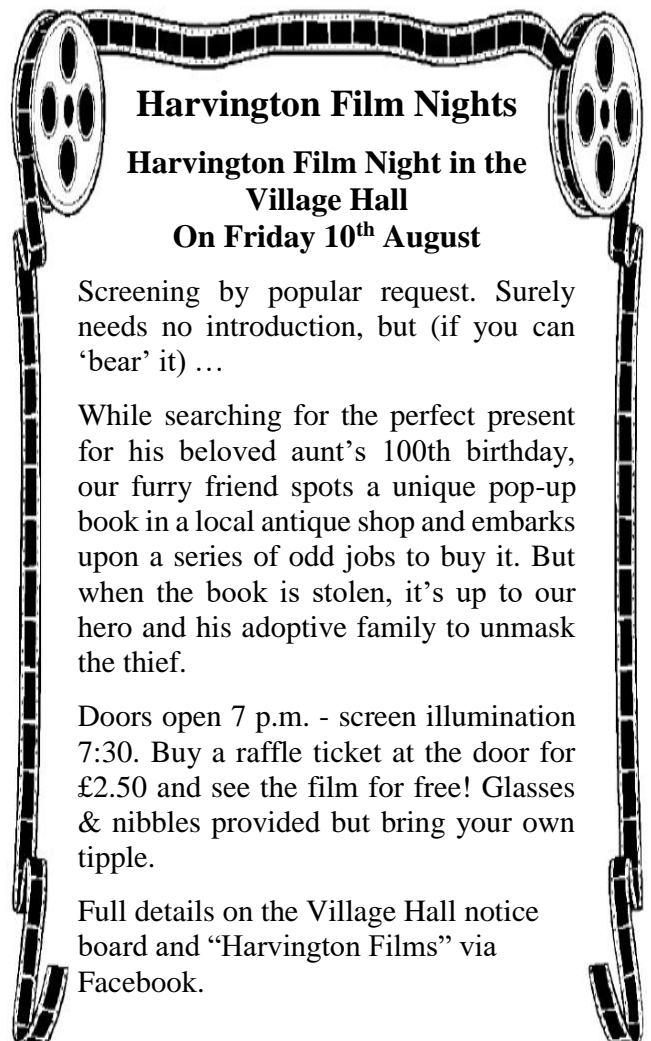 Harvington Film Nights
Harvington Film Night in the
Village Hall
On Friday 10th August
Screening by popular request. Surely
needs no introduction, but (if you can
‘bear’ it) …
While searching for the perfect present
for his beloved aunt’s 100th birthday,
our furry friend spots a unique pop-up
book in a local antique shop and embarks
upon a series of odd jobs to buy it. But
when the book is stolen, it’s up to our
hero and his adoptive family to unmask
the thief.
Doors open 7 p.m. - screen illumination
7:30. Buy a raffle ticket at the door for
£2.50 and see the film for free! Glasses
& nibbles provided but bring your own
tipple.
Full details on the Village Hall notice
board and “Harvington Films” via
Facebook.